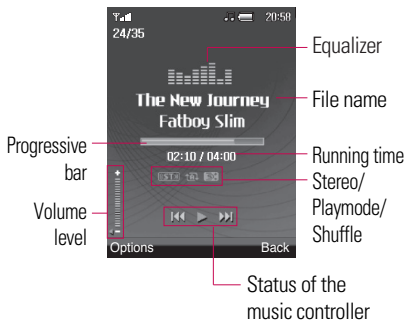 20:58
24/35
Equalizer
The New Journey
File name
Fatboy Slim
Progressive
bar
02:10 / 04:00
Running time
Stereo/
Playmode/
Shuffle
Volume
level
Options
Back
Status of the
music controller